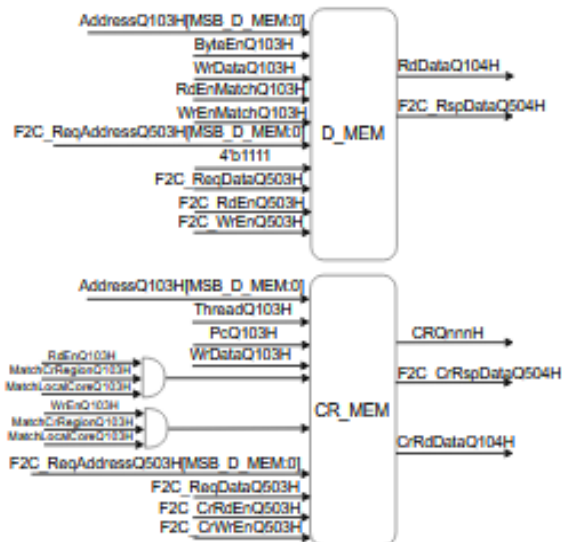 AddressQ103H[MSB_D_MEM:0]
ByteEnQ103H
WrDataQ103H
RdEnMatchQ103H
WrEnMatchQ103H
F2C_ReqAddressQ503H[MSB_D_MEM:0]
4'b1111
F2C_ReqDataQ503H
F2C_RdEnQ503H
F2C_WrEnQ503H
D_MEM
RdDataQ104H
F2C_RspDataQ504H
AddressQ103H[MSB_D_MEM:0]
ThreadQ103H
PcQ103H
WrDataQ103H
RdEnQ103H
MatchCrRegionQ103H
MatchLocalCoreQ103H
WrEnQ103H
MatchCrRegionQ103H
MatchLocalCoreQ103H
F2C_ReqAddressQ503H[MSB_D_MEM:0]
F2C_ReqDataQ503H
F2C_CrRdEnQ503H
F2C_CrWrEnQ503H
CR_MEM
CRQnnnH
F2C_CrRspDataQ504H
CrRdDataQ104H